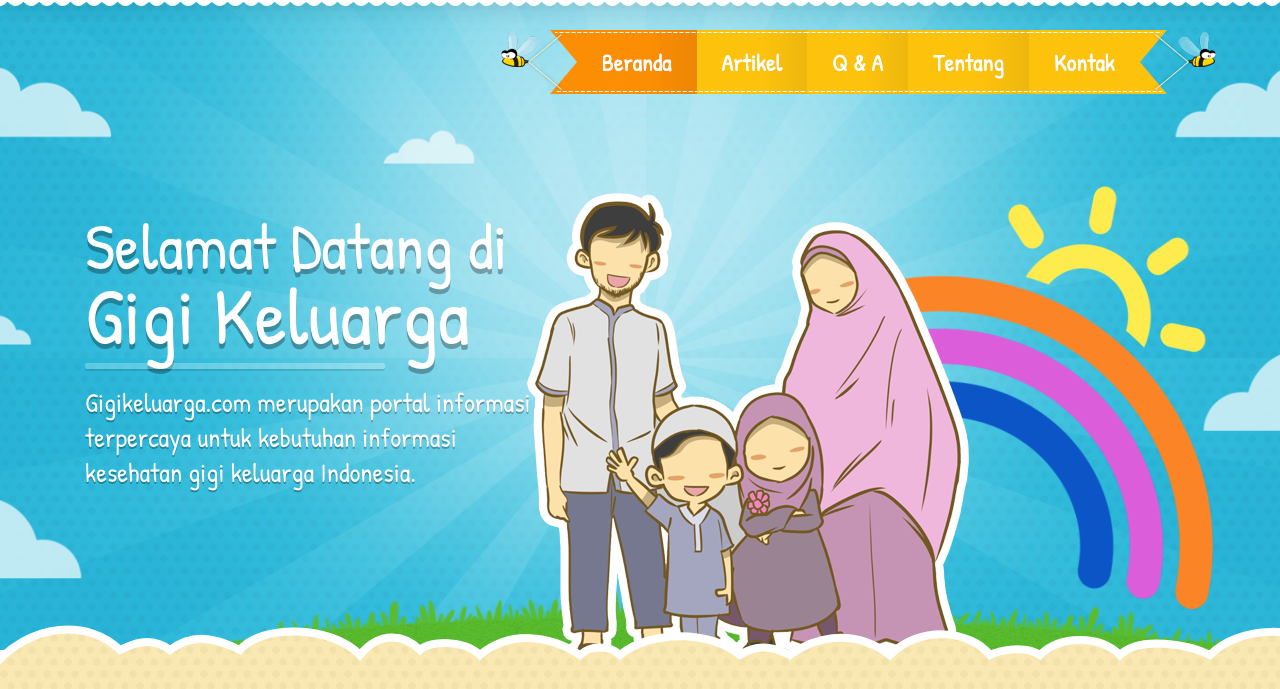 Beranda Artikel Q & A Tentang Kontak
Selamat Datang di
Gigi Keluarga
Gigikeluarga.com merupakan portal informasi
terpercaya untuk kebutuhan informasi
kesehatan gigi keluarga Indonesia.